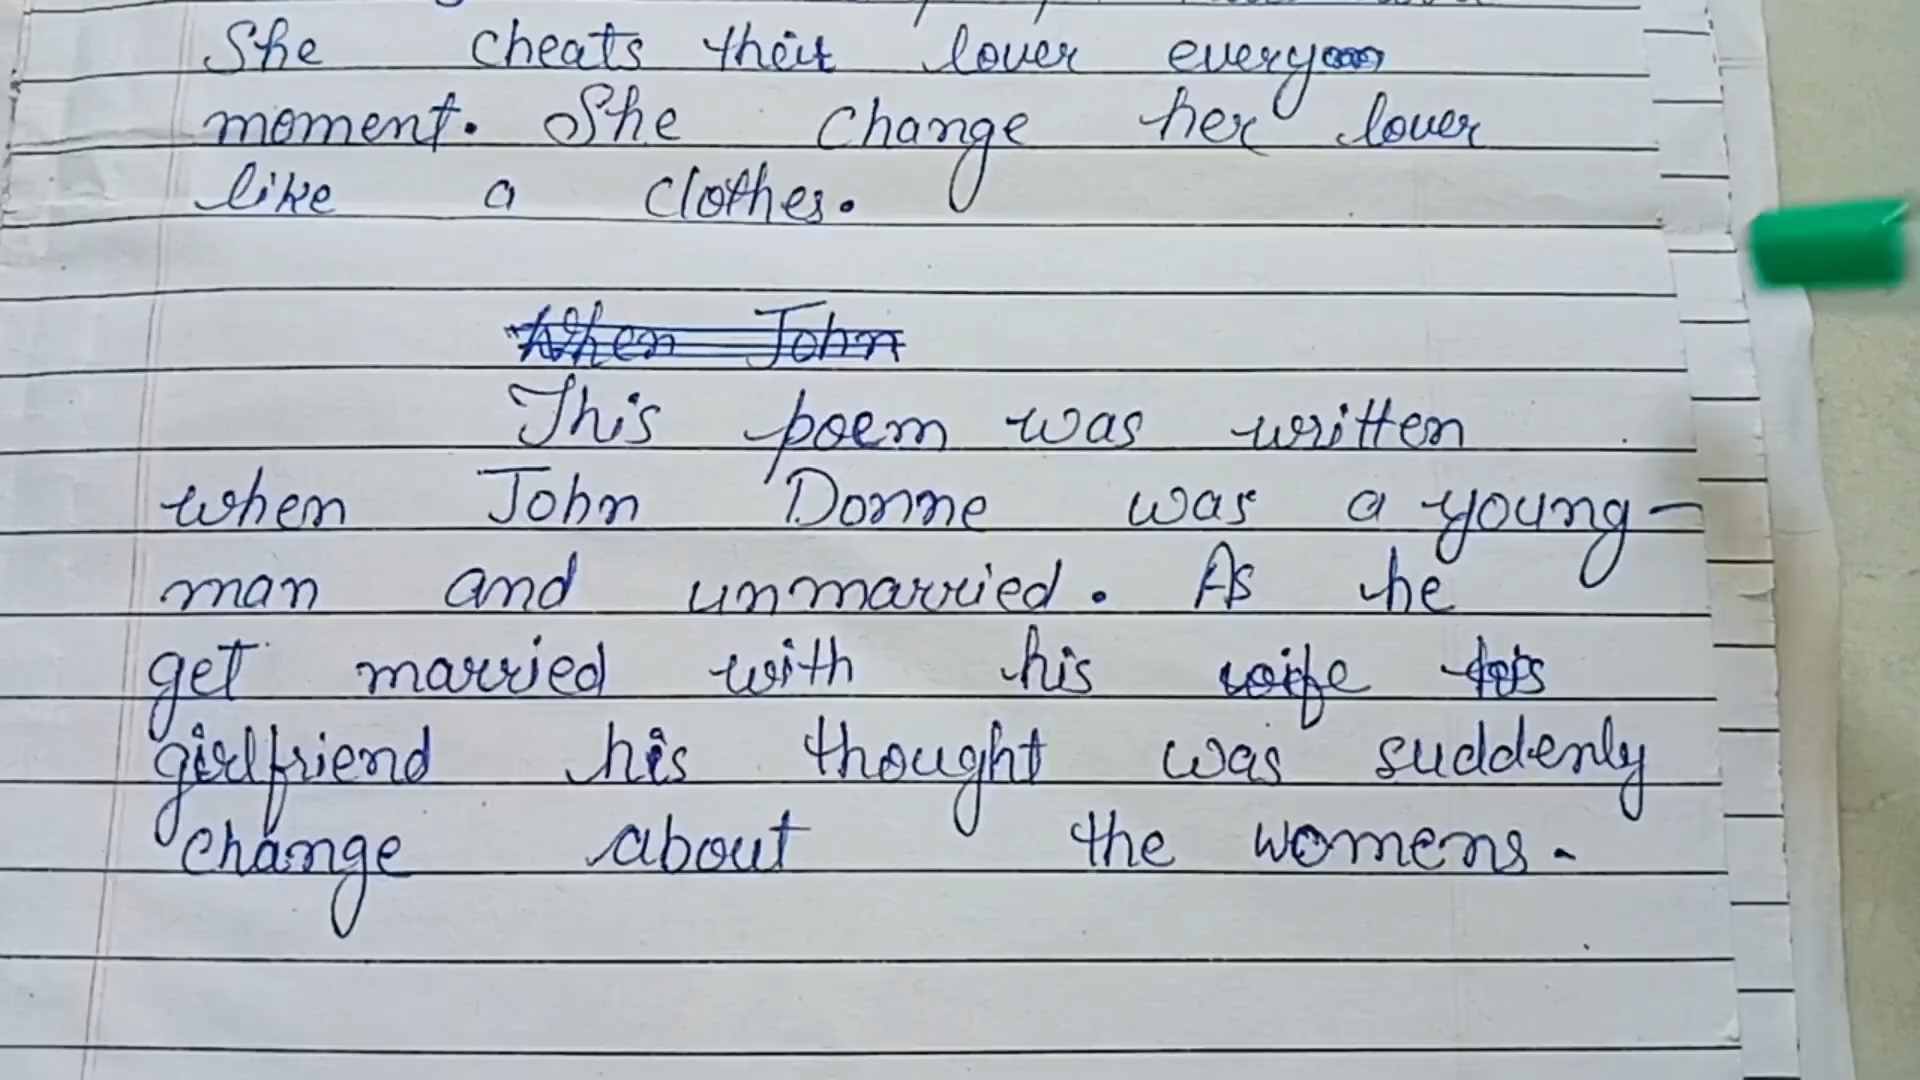 She cheats their lover every
moment. She change her lover
like a clothes.
When John
This poem was written
when John Donne was a young-
man and unmarried. As he
get married with his wife
girlfriend his thought was suddenly
change about the womens.